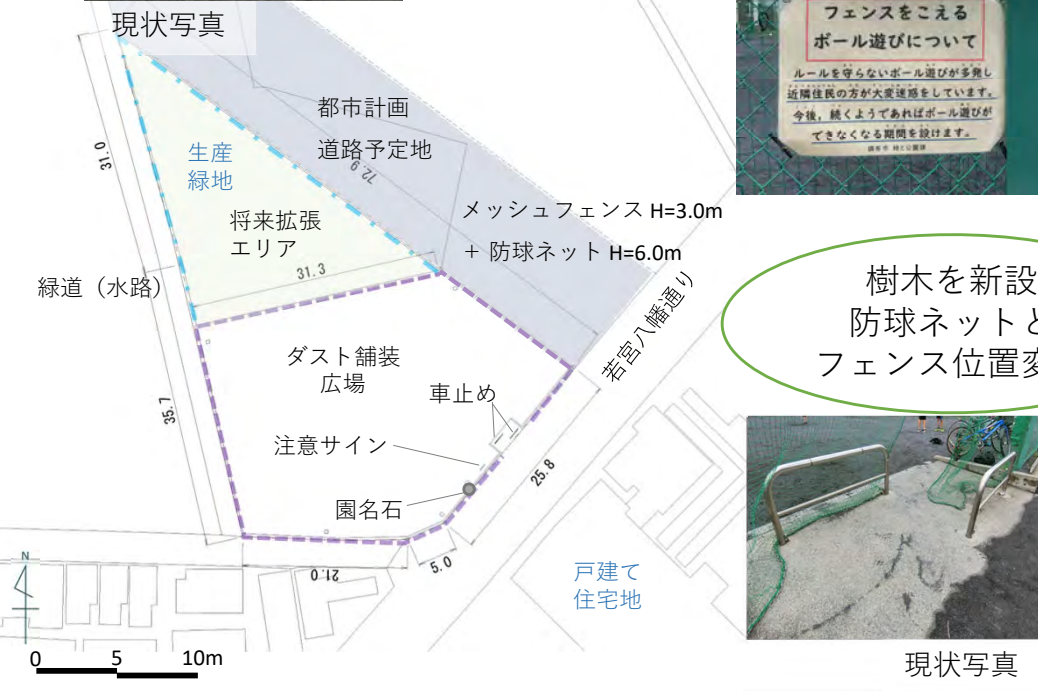 現状写真
都市計画
道路予定地
72.9
31.0
生産
緑地
メッシュフェンス H=3.0m
+ 防球ネット H=6.0m
将来拡張
エリア
31.3
緑道（水路）
若宮八幡通り
ダスト舗装
広場
車止め
35.7
注意サイン
25.8
園名石
5.0
21.0
戸建て
住宅地
N
0 5 10m
フェンスをこえる
ボール遊びについて
ルールを守らないボール遊びが多発し
近隣住民の方が大変迷惑をしています。
今後，続くようであればボール遊びが
できなくなる期間を設けます。
樹木を新設
防球ネットと
フェンス位置変
現状写真